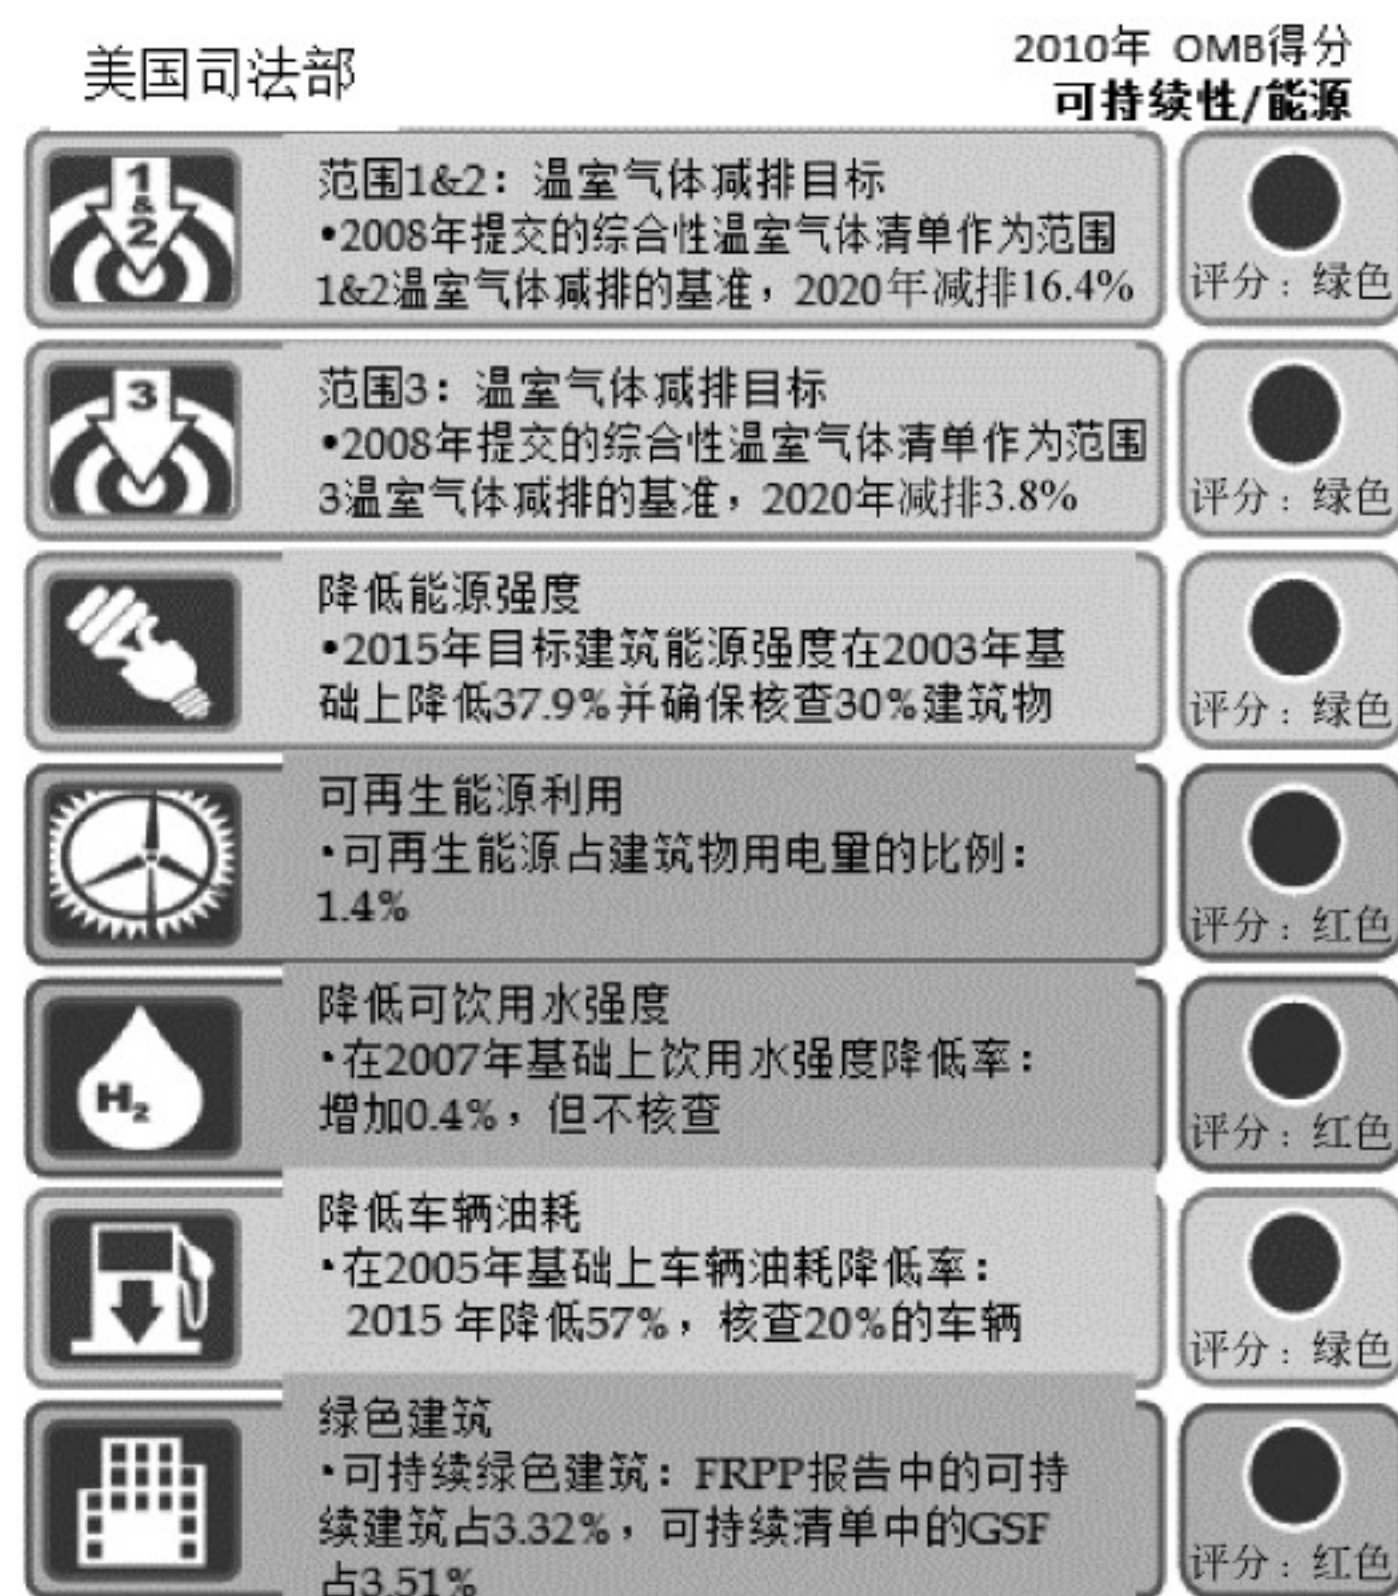 美国司法部
2010年 OMB得分
可持续性/能源
1
&
2
范围1&2：温室气体减排目标
•2008年提交的综合性温室气体清单作为范围
1&2温室气体减排的基准，2020年减排16.4%
评分：绿色
3
范围3：温室气体减排目标
•2008年提交的综合性温室气体清单作为范围
3温室气体减排的基准，2020年减排3.8%
评分：绿色
降低能源强度
•2015年目标建筑能源强度在2003年基
础上降低37.9%并确保核查30%建筑物
评分：绿色
可再生能源利用
·可再生能源占建筑物用电量的比例：
1.4%
评分：红色
H2
降低可饮用水强度
·在2007年基础上饮用水强度降低率：
增加0.4%，但不核查
评分：红色
降低车辆油耗
·在2005年基础上车辆油耗降低率：
2015 年降低57%，核查20%的车辆
评分：绿色
绿色建筑
·可持续绿色建筑：FRPP报告中的可持
续建筑占3.32%，可持续清单中的GSF
占3.51%
评分：红色